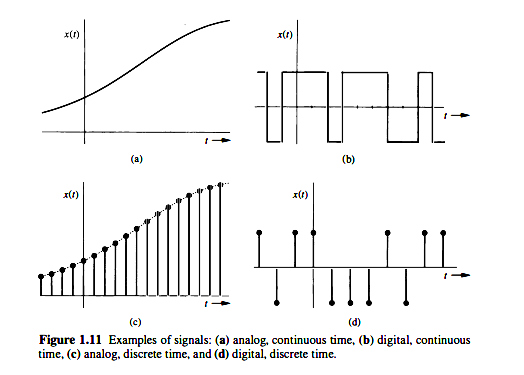 x(t)
t
(a)
x(t)
t
(b)
x(t)
t
(c)
x(t)
t
(d)
Figure 1.11 Examples of signals: (a) analog, continuous time, (b) digital, continuous
time, (c) analog, discrete time, and (d) digital, discrete time.